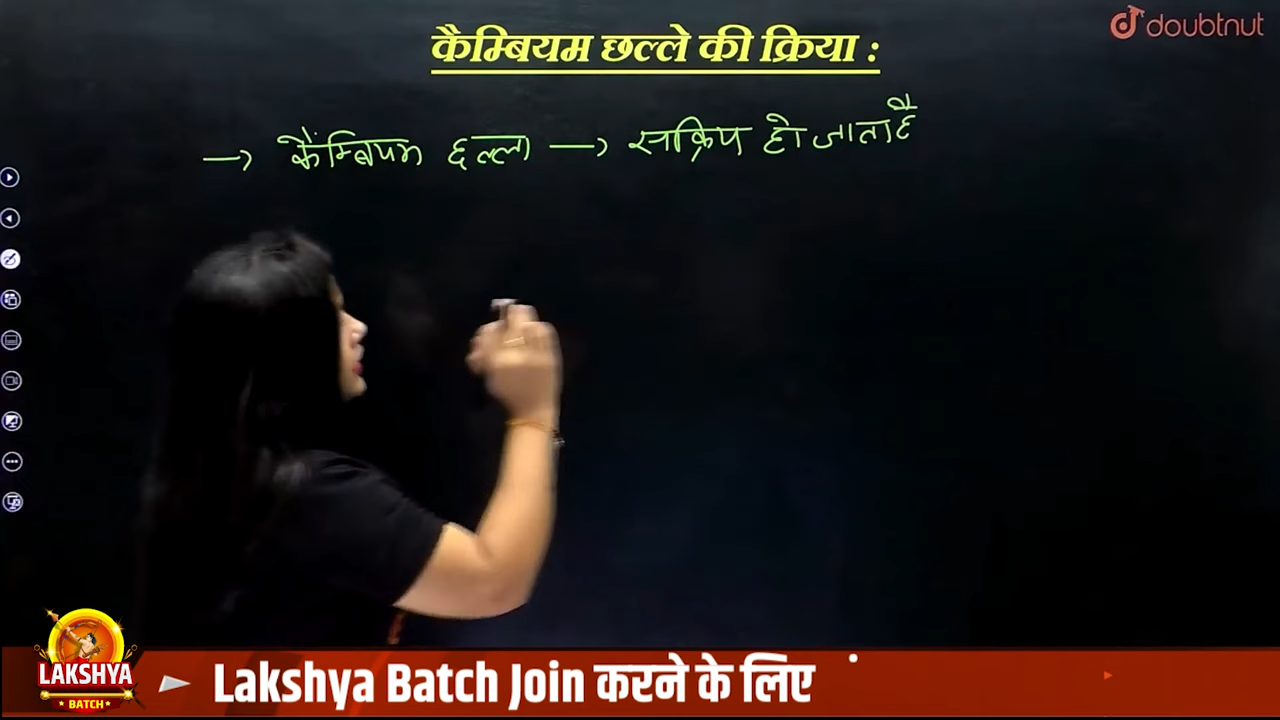 कैम्बियम छल्ले की क्रिया :
doubtnut
→ कैम्बियम छल्ला → सक्रिय हो जाता है
LAKSHYA
BATCH
Lakshya Batch Join करने के लिए